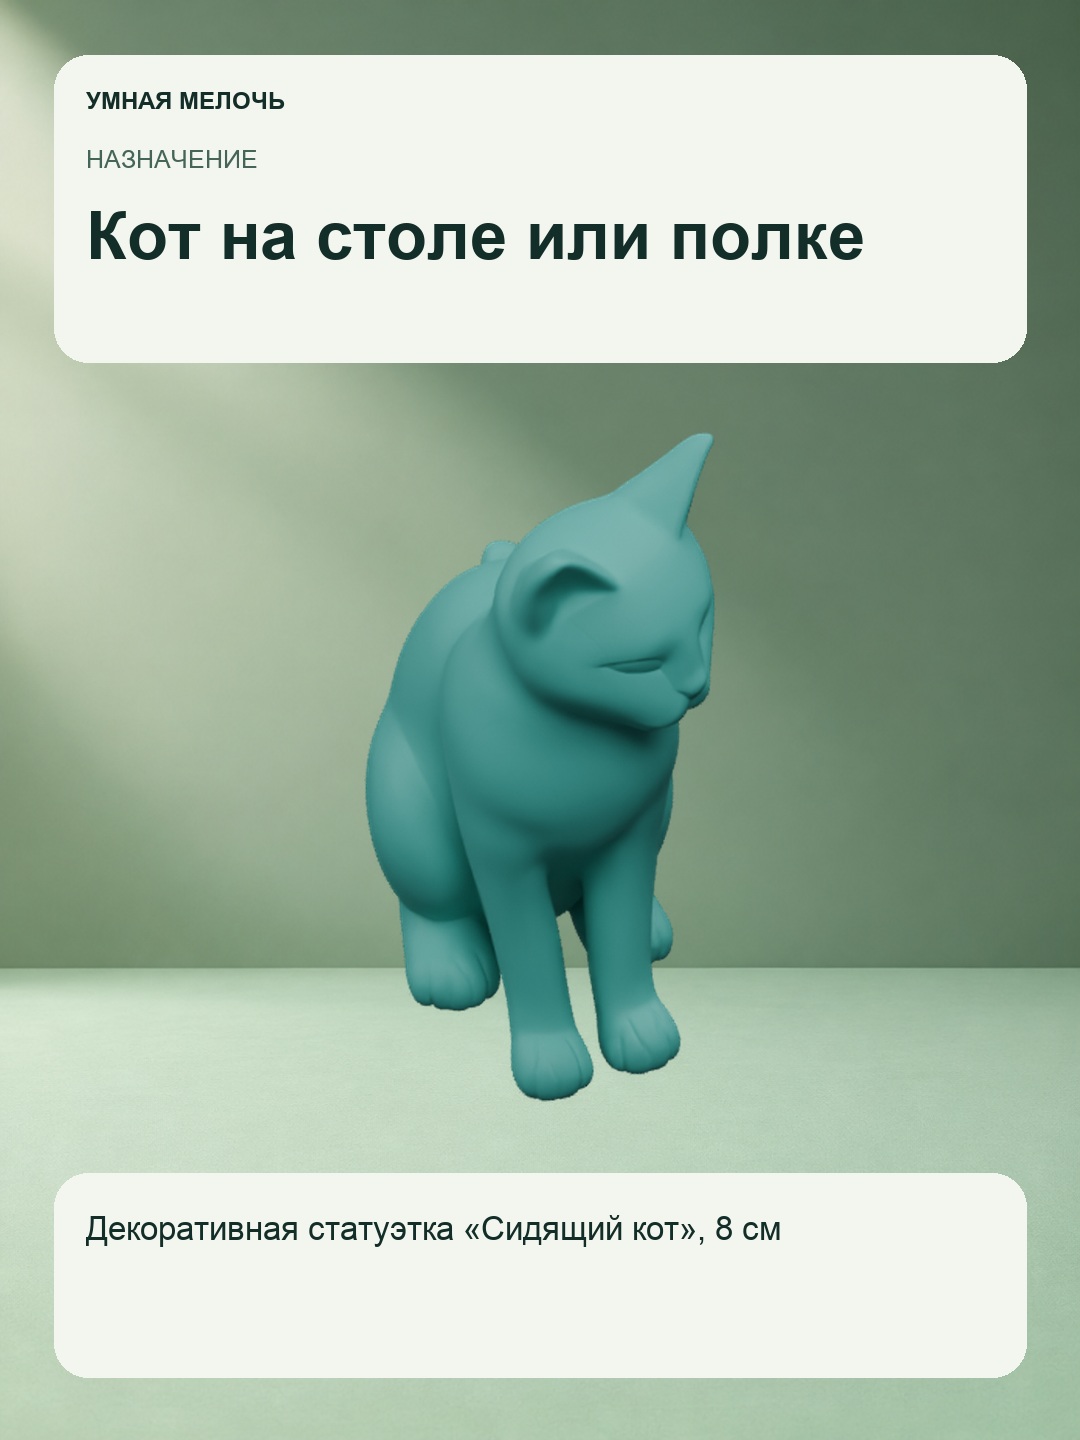 УМНАЯ МЕЛОЧЬ
НАЗНАЧЕНИЕ
Кот на столе или полке
Декоративная статуэтка «Сидящий кот», 8 см